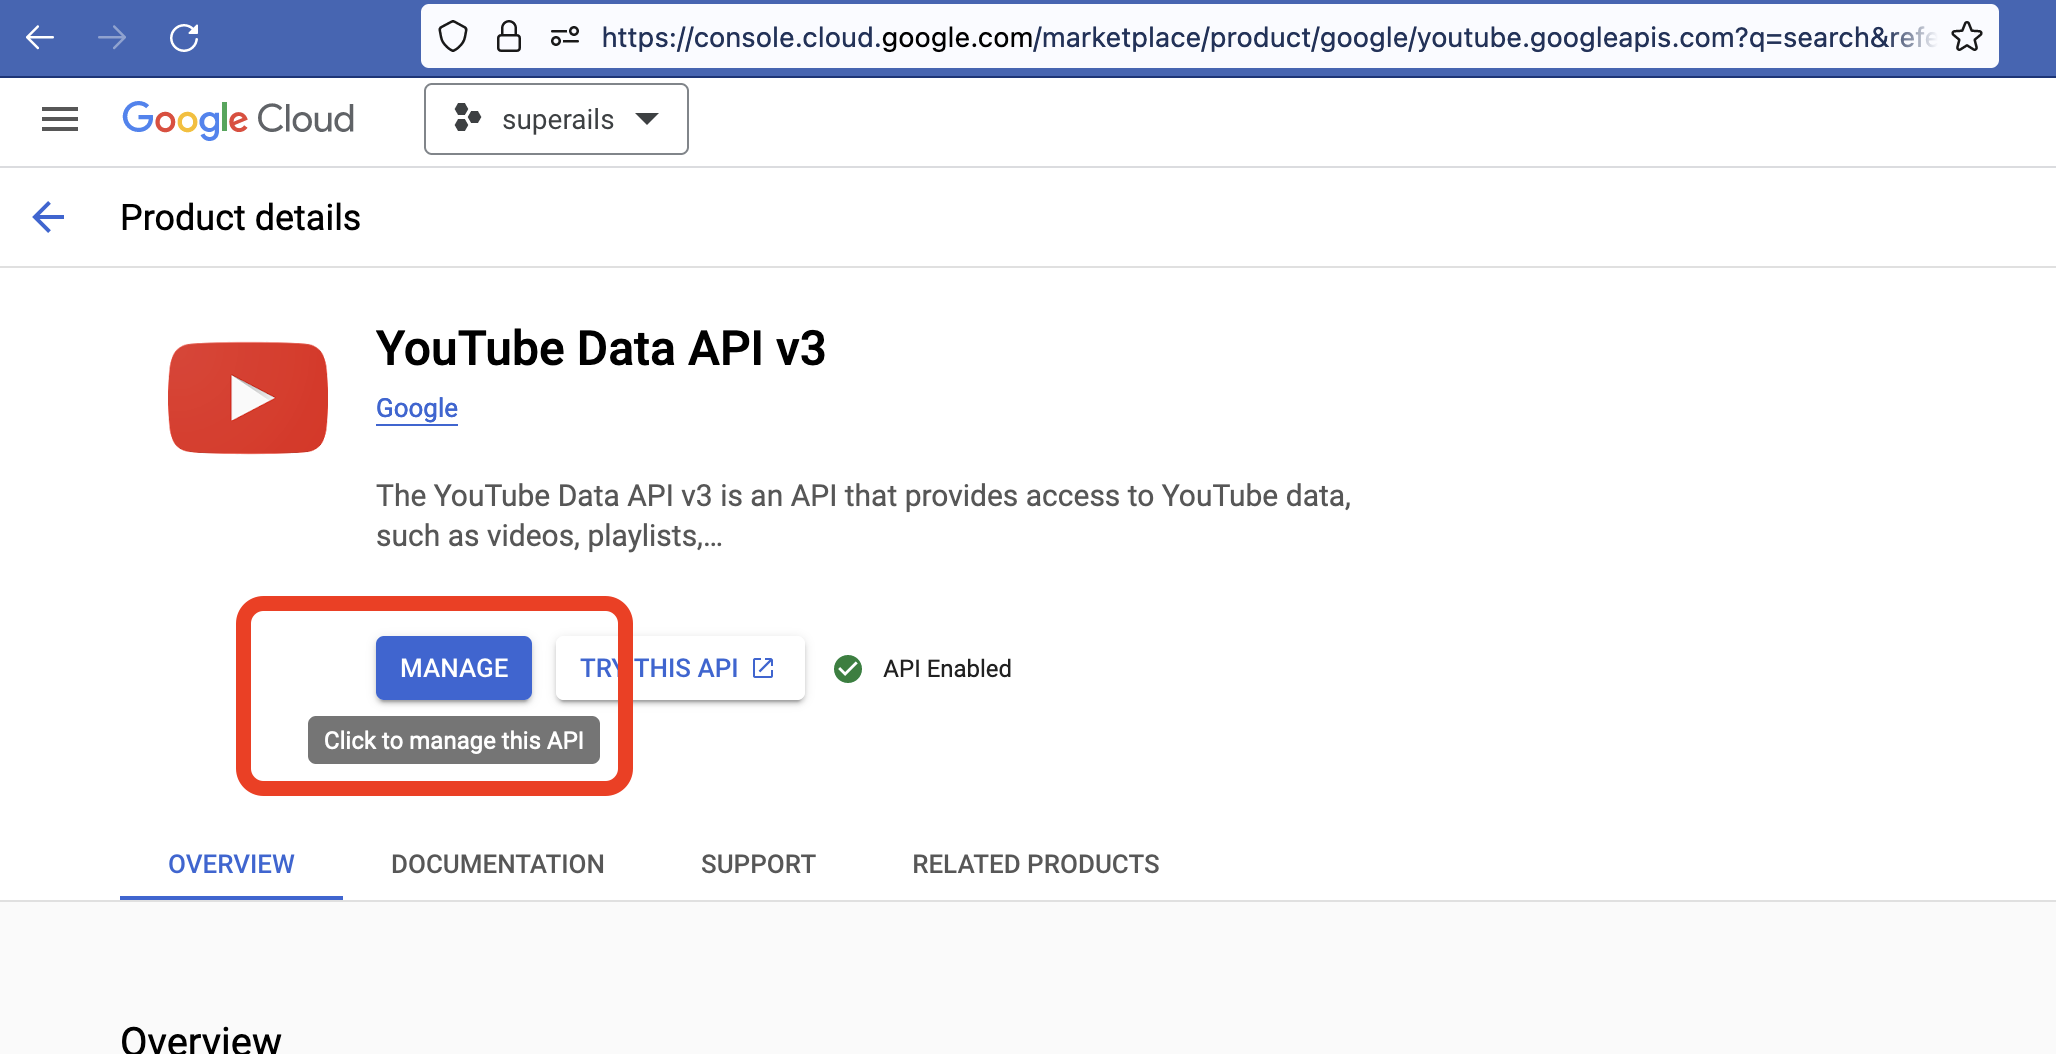 https://console.cloud.google.com/marketplace/product/google/youtube.googleapis.com?q=search&refe
Google Cloud
superails
Product details
YouTube Data API v3
Google
The YouTube Data API v3 is an API that provides access to YouTube data,
such as videos, playlists,...
MANAGE
TRY THIS API
API Enabled
Click to manage this API
OVERVIEW
DOCUMENTATION
SUPPORT
RELATED PRODUCTS
Overview